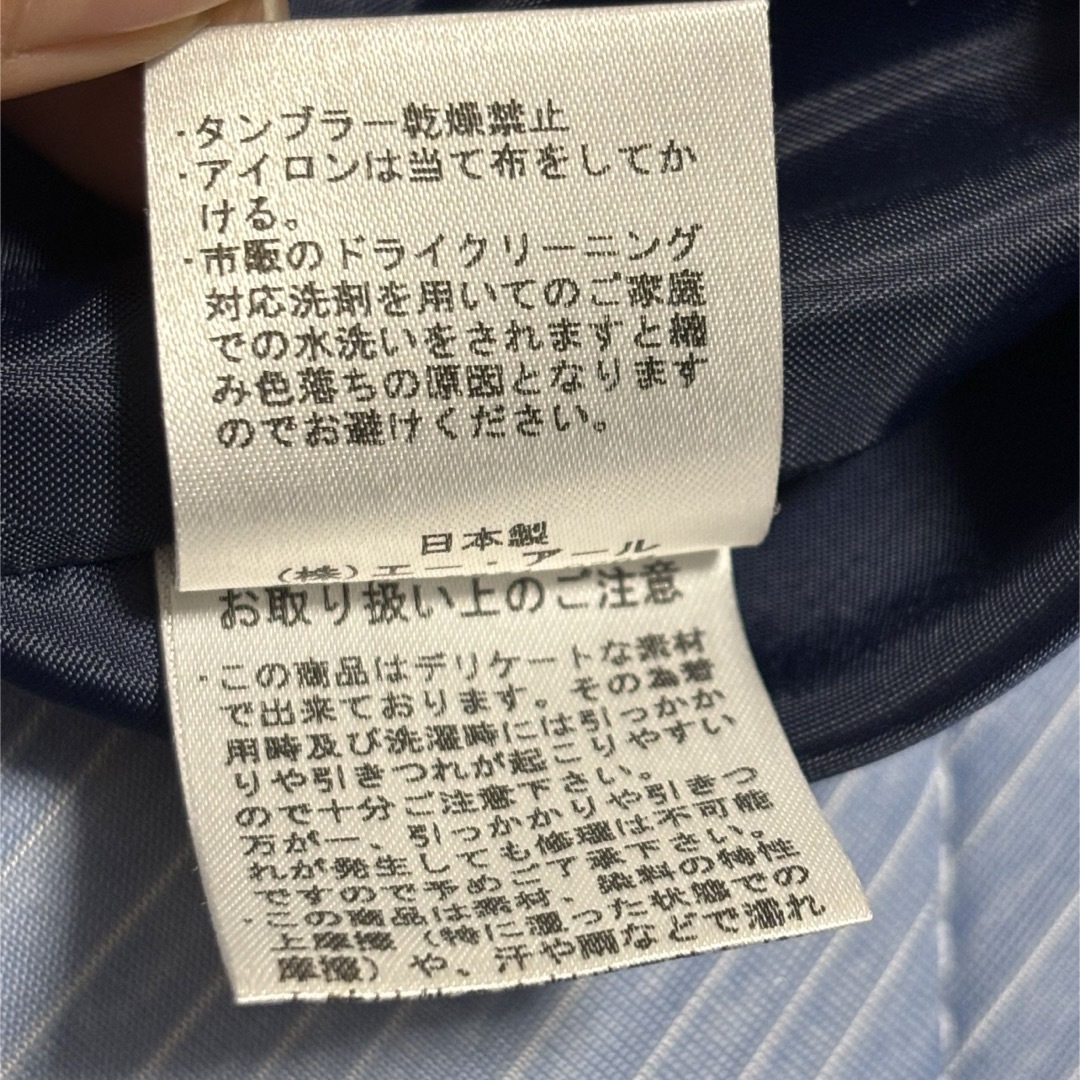 ・タンブラー乾燥禁止
・アイロンは当て布をしてか
ける。
・市販のドライクリーニング
対応洗剤を用いてのご家庭
での水洗いをされますと縮
み色落ちの原因となります
のでお避けください。
日本製
(株)エー・アール
お取り扱い上のご注意
・この商品はデリケートな素材
で出来ております。その為着
用時及び洗濯時には引っかか
りや引きつれが起こりやすい
ので十分ご注意下さい。
万が一、引っかかりや引きつ
れが発生しても修理は不可能
ですので予めご了承下さい。
・この商品は素材、染料の特性
上摩擦(特に湿った状態での
摩擦)や、汗や雨などで濡れ